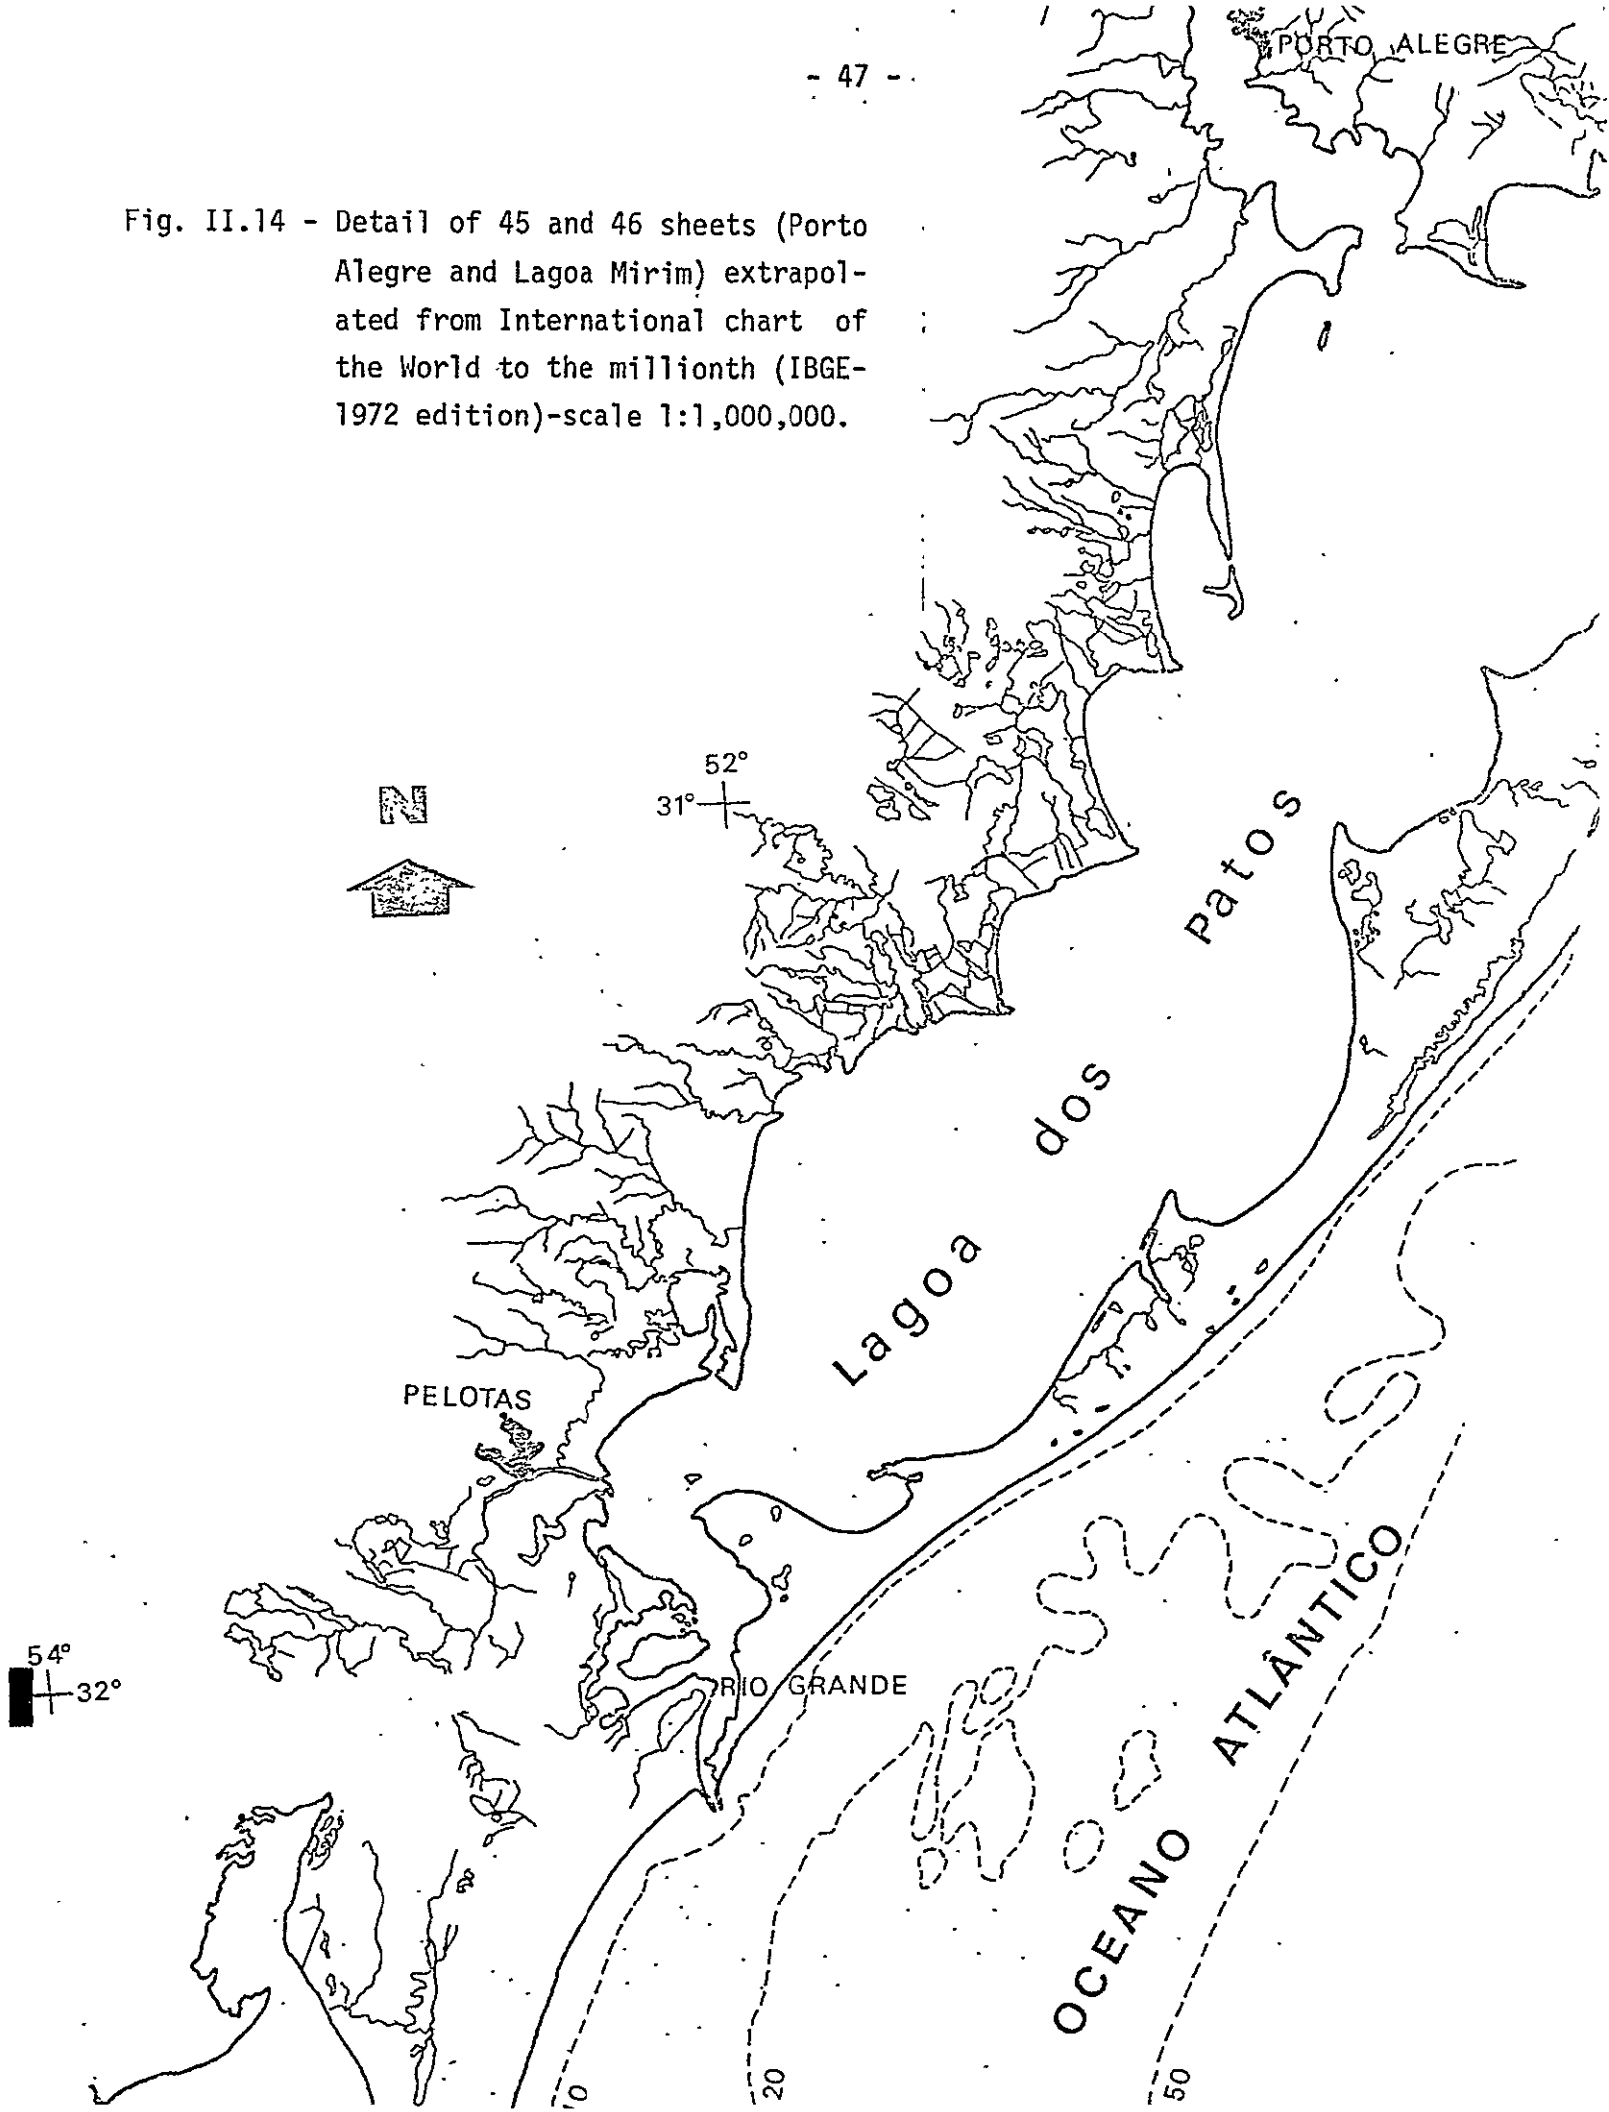 PORTO ALEGRE
- 47 -
Fig. II.14 - Detail of 45 and 46 sheets (Porto
Alegre and Lagoa Mirim) extrapol-
ated from International chart of
the World to the millionth (IBGE-
1972 edition)-scale 1:1,000,000.
52°
31°
N
Lagoa dos Patos
PELOTAS
54°
32°
RIO GRANDE
OCEANO ATLÂNTICO
20
50